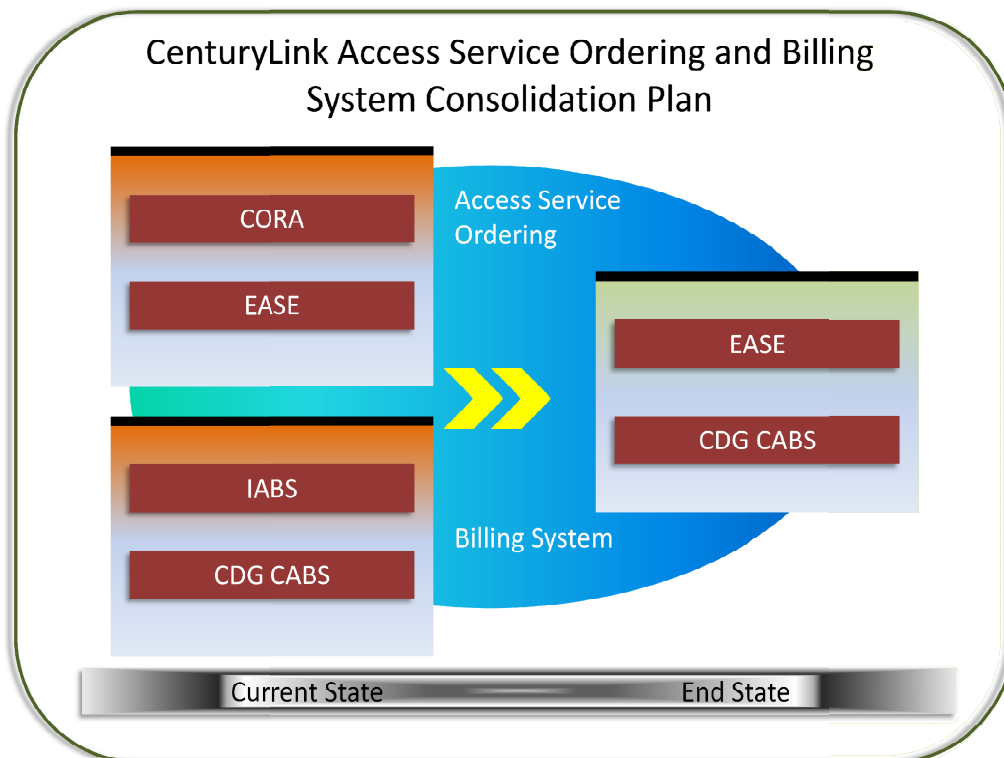 CenturyLink Access Service Ordering and Billing
System Consolidation Plan
CORA
EASE
Access Service
Ordering
EASE
CDG CABS
IABS
CDG CABS
Billing System
Current State
End State